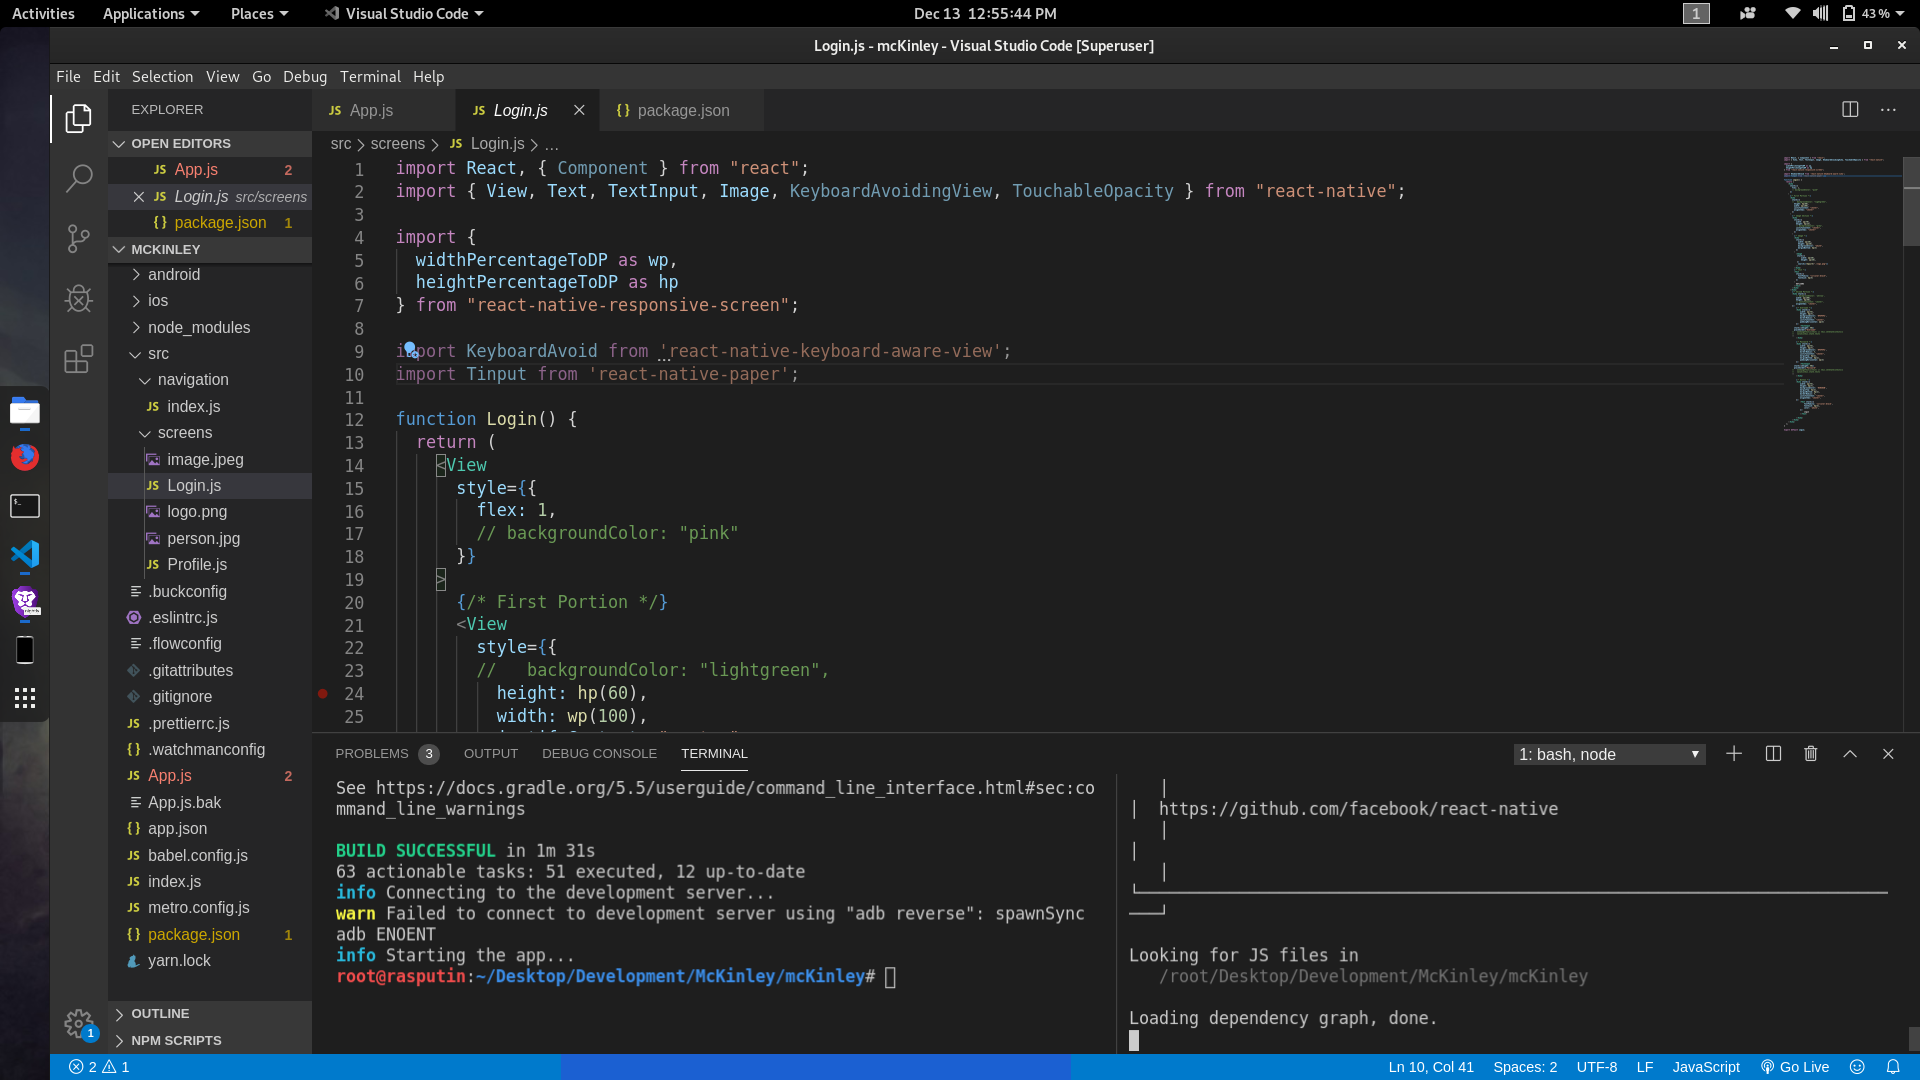 Activities Applications Places Visual Studio Code Dec 13 12:55:44 PM 1 43 %
Login.js - mcKinley - Visual Studio Code [Superuser]
File Edit Selection View Go Debug Terminal Help
EXPLORER
OPEN EDITORS
JS App.js 2
JS Login.js src/screens
{} package.json 1
MCKINLEY
android
ios
node_modules
src
navigation
JS index.js
screens
image.jpeg
JS Login.js
logo.png
person.jpg
JS Profile.js
.buckconfig
.eslintrc.js
.flowconfig
.gitattributes
.gitignore
JS .prettierrc.js
{} .watchmanconfig
JS App.js 2
App.js.bak
{} app.json
JS babel.config.js
JS index.js
JS metro.config.js
{} package.json 1
yarn.lock
OUTLINE
NPM SCRIPTS
1
JS App.js JS Login.js {} package.json
src > screens > JS Login.js > ...
1 import React, { Component } from "react";
2 import { View, Text, TextInput, Image, KeyboardAvoidingView, TouchableOpacity } from "react-native";
3
4 import {
5 widthPercentageToDP as wp,
6 heightPercentageToDP as hp
7 } from "react-native-responsive-screen";
8
9 import KeyboardAvoid from 'react-native-keyboard-aware-view';
10 import Tinput from 'react-native-paper';
11
12 function Login() {
13 return (
14 <View
15 style={{
16 flex: 1,
17 // backgroundColor: "pink"
18 }}
19 >
20 {/* First Portion */}
21 <View
22 style={{
23 // backgroundColor: "lightgreen",
24 height: hp(60),
25 width: wp(100),
PROBLEMS 3 OUTPUT DEBUG CONSOLE TERMINAL 1: bash, node
See https://docs.gradle.org/5.5/userguide/command_line_interface.html#sec:co
mmand_line_warnings
BUILD SUCCESSFUL in 1m 31s
63 actionable tasks: 51 executed, 12 up-to-date
info Connecting to the development server...
warn Failed to connect to development server using "adb reverse": spawnSync
adb ENOENT
info Starting the app...
root@rasputin:~/Desktop/Development/McKinley/mcKinley#
https://github.com/facebook/react-native
Looking for JS files in
/root/Desktop/Development/McKinley/mcKinley
Loading dependency graph, done.
2 1 Ln 10, Col 41 Spaces: 2 UTF-8 LF JavaScript Go Live